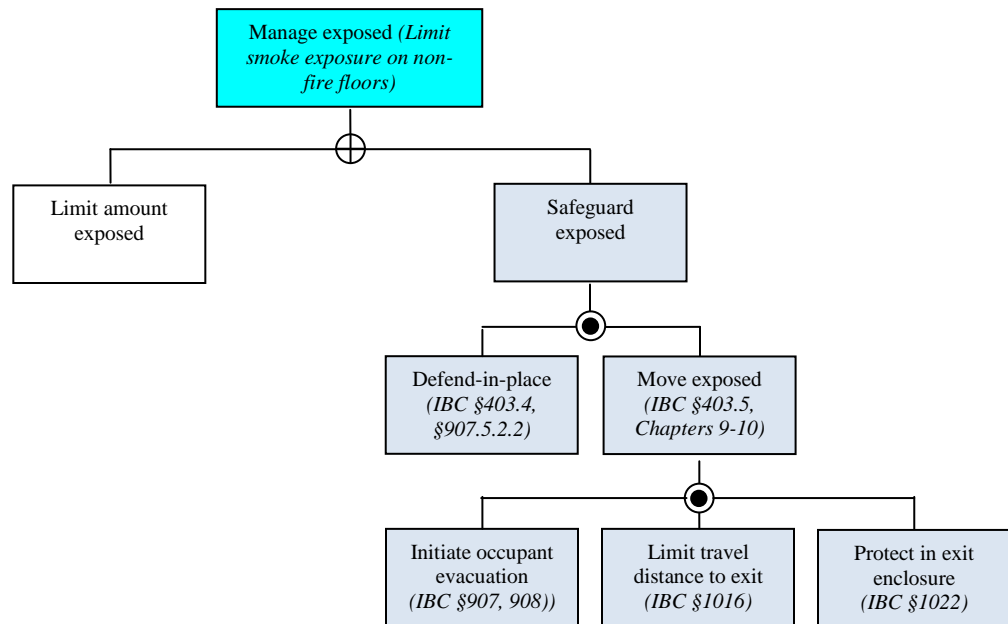 Manage exposed (Limit
smoke exposure on non-
fire floors)
Limit amount
exposed
Safeguard
exposed
Defend-in-place
(IBC §403.4,
§907.5.2.2)
Move exposed
(IBC §403.5,
Chapters 9-10)
Initiate occupant
evacuation
(IBC §907, 908))
Limit travel
distance to exit
(IBC §1016)
Protect in exit
enclosure
(IBC §1022)